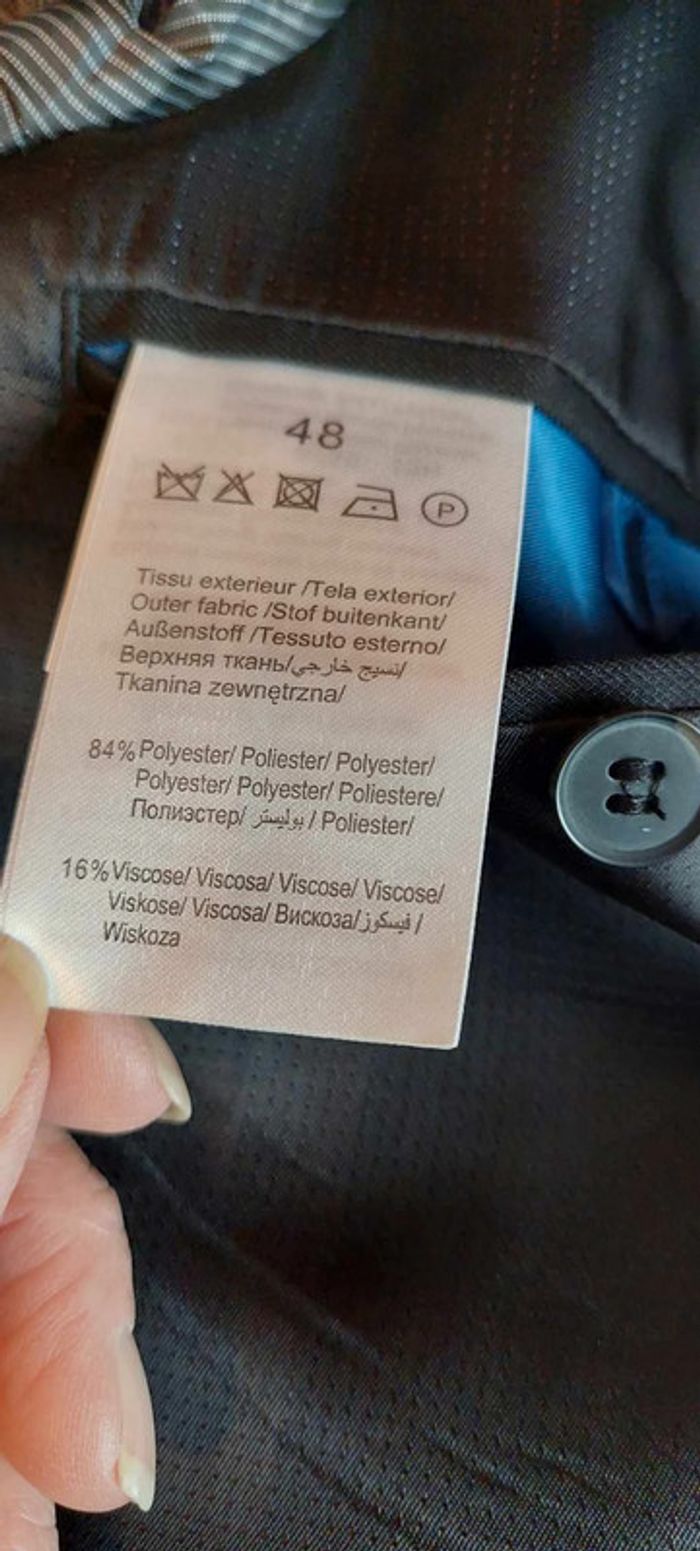 48
P
Tissu exterieur /Tela exterior/
Outer fabric /Stof buitenkant/
Außenstoff /Tessuto esterno/
Верхняя ткань/نسيج خارجي/
Tkanina zewnętrzna/
84% Polyester/ Poliester/ Polyester/
Polyester/ Polyester/ Poliestere/
Полиэстер/ بوليستر / Poliester/
16% Viscose/ Viscosa/ Viscose/ Viscose/
Viskose/ Viscosa/ Вискоза/فيسكوز/
Wiskoza